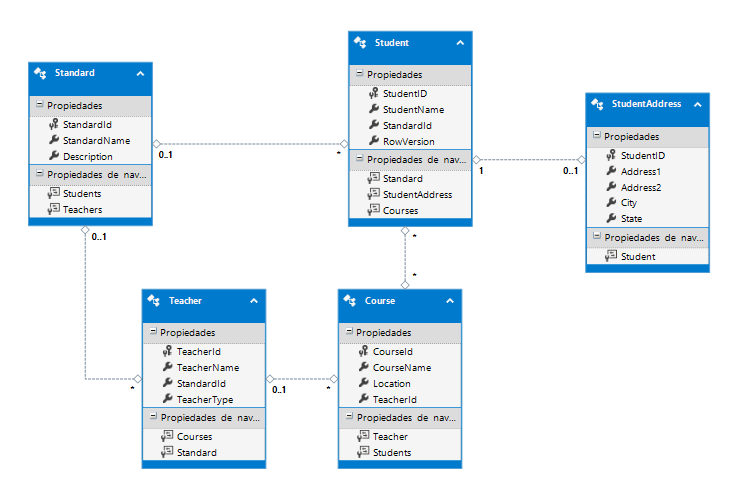 Standard
Propiedades
StandardId
StandardName
Description
Propiedades de nav...
Students
Teachers
0..1
*
0..1
Student
Propiedades
StudentID
StudentName
StandardId
RowVersion
Propiedades de nav...
Standard
StudentAddress
Courses
1
0..1
*
*
StudentAddress
Propiedades
StudentID
Address1
Address2
City
State
Propiedades de nav...
Student
Teacher
Propiedades
TeacherId
TeacherName
StandardId
TeacherType
Propiedades de nav...
Courses
Standard
*
0..1
*
Course
Propiedades
CourseId
CourseName
Location
TeacherId
Propiedades de nav...
Teacher
Students